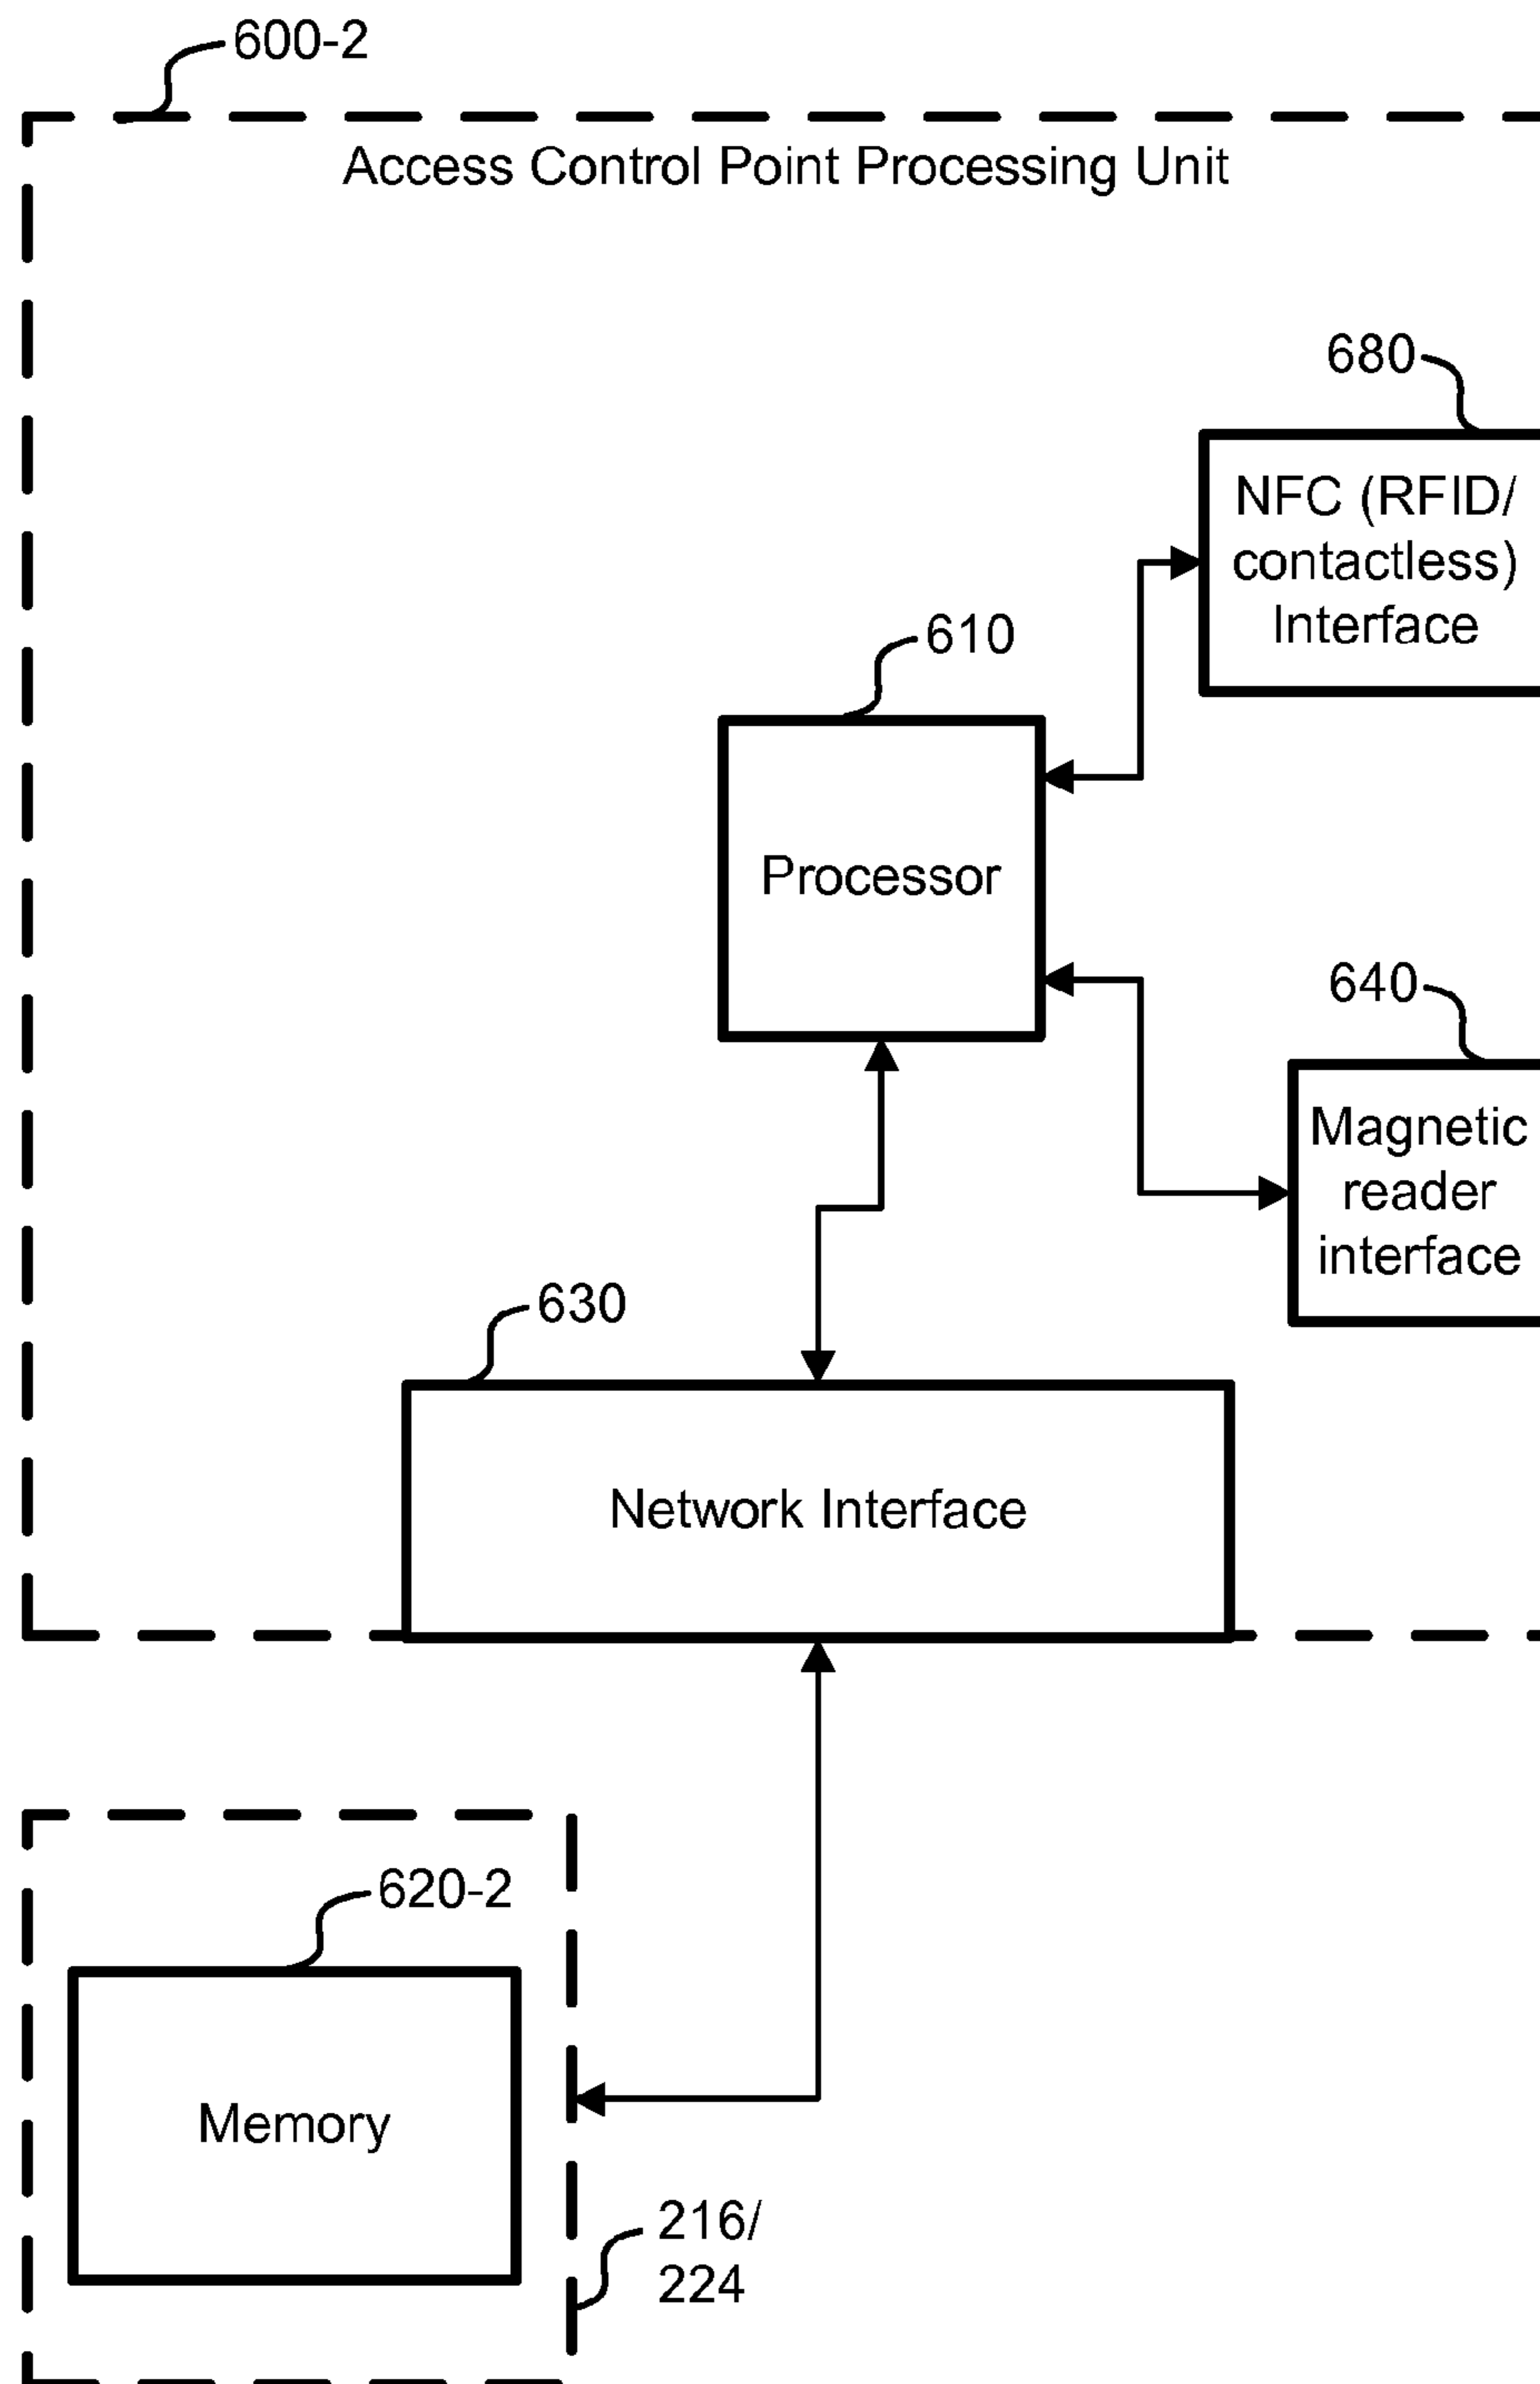 600-2
Access Control Point Processing Unit
680
NFC (RFID/
contactless)
Interface
610
Processor
640
Magnetic
reader
interface
630
Network Interface
620-2
Memory
216/
224